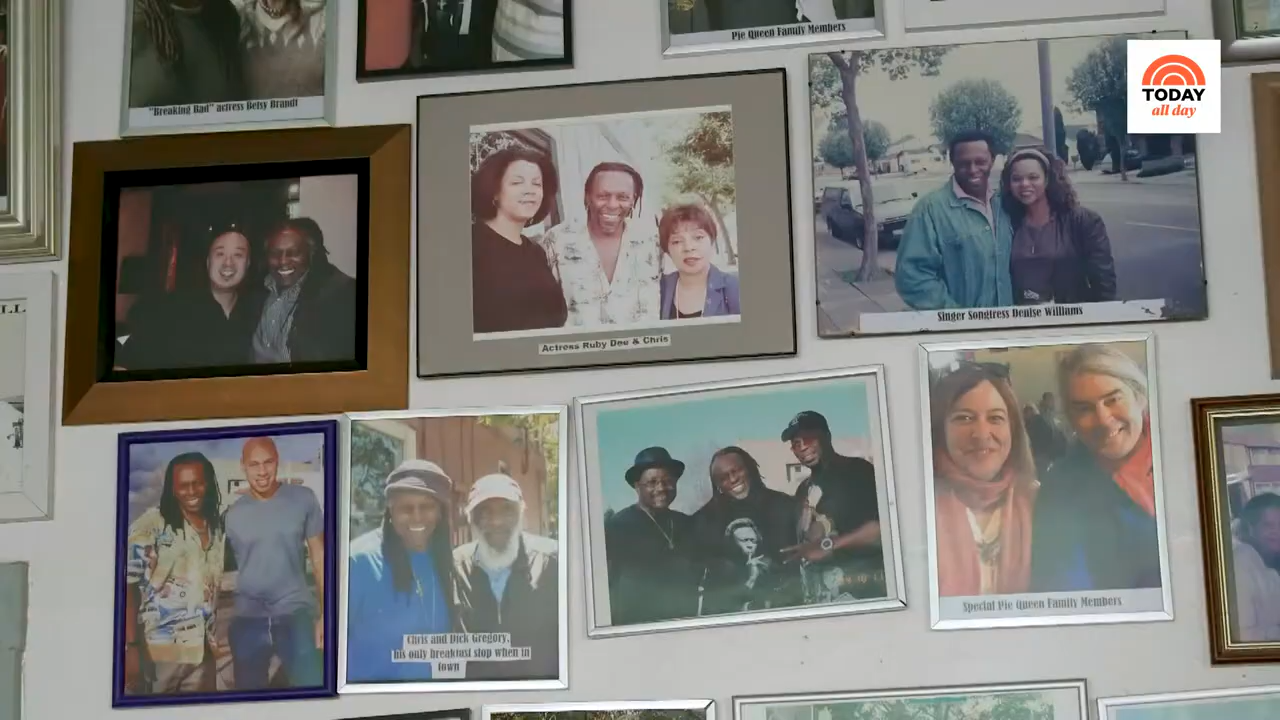 Pie Queen Family Members
"Breaking Bad" actress Betsy Brandt
TODAY
all day
Actress Ruby Dee & Chris
Singer Songtress Denise Williams
LL
Chris and Dick Gregory,
his only breakfast stop when in
town
Special Pie Queen Family Members